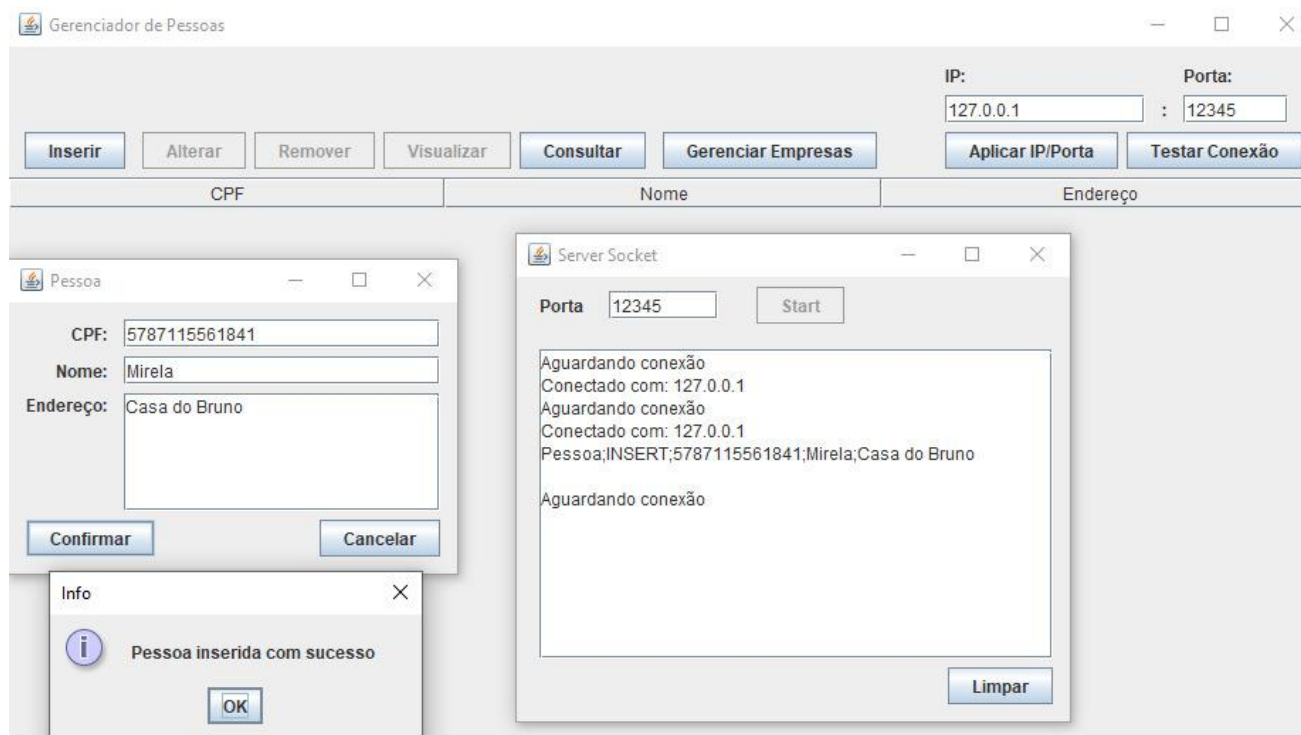 Gerenciador de Pessoas
IP: Porta:
127.0.0.1 : 12345
Inserir Alterar Remover Visualizar Consultar Gerenciar Empresas Aplicar IP/Porta Testar Conexão
CPF Nome Endereço
Pessoa
CPF: 5787115561841
Nome: Mirela
Endereço: Casa do Bruno
Confirmar Cancelar
Info
i
Pessoa inserida com sucesso
OK
Server Socket
Porta 12345 Start
Aguardando conexão
Conectado com: 127.0.0.1
Aguardando conexão
Conectado com: 127.0.0.1
Pessoa;INSERT;5787115561841;Mirela;Casa do Bruno
Aguardando conexão
Limpar